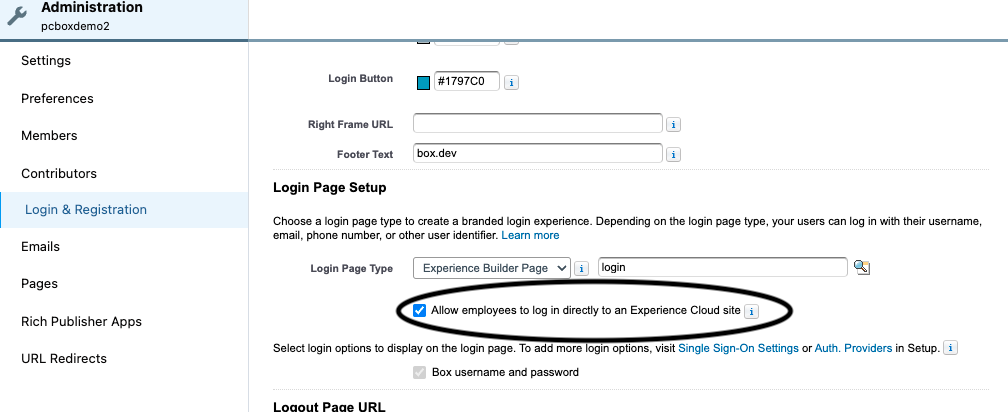 Administration
pcboxdemo2
Settings
Preferences
Members
Contributors
Login & Registration
Emails
Pages
Rich Publisher Apps
URL Redirects
Login Button #1797C0 i
Right Frame URL i
Footer Text box.dev i
Login Page Setup
Choose a login page type to create a branded login experience. Depending on the login page type, your users can log in with their username,
email, phone number, or other user identifier. Learn more
Login Page Type Experience Builder Page i login
Allow employees to log in directly to an Experience Cloud site i
Select login options to display on the login page. To add more login options, visit Single Sign-On Settings or Auth. Providers in Setup. i
Box username and password
Logout Page URL